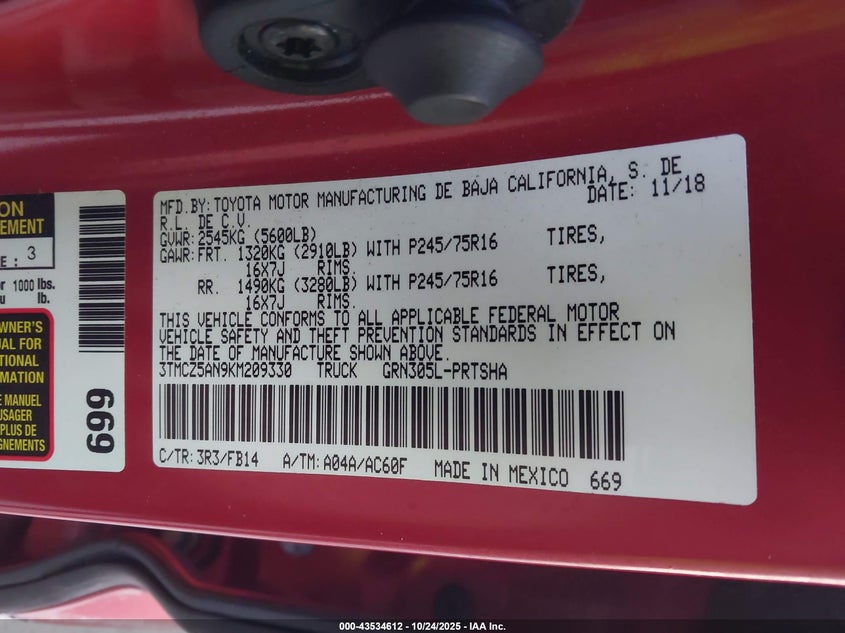 ON
EMENT
E : 3
or 1000 lbs.
u lb.
OWNER'S
UAL FOR
TIONAL
RMATION
E MANUEL
USAGER
PLUS DE
GNEMENTS
699
MFD.BY: TOYOTA MOTOR MANUFACTURING DE BAJA CALIFORNIA, S. DE
R.L. DE C.V. DATE: 11/18
GVWR: 2545KG (5600LB)
GAWR: FRT. 1320KG (2910LB) WITH P245/75R16 TIRES,
16X7J RIMS.
RR. 1490KG (3280LB) WITH P245/75R16 TIRES,
16X7J RIMS.
THIS VEHICLE CONFORMS TO ALL APPLICABLE FEDERAL MOTOR
VEHICLE SAFETY AND THEFT PREVENTION STANDARDS IN EFFECT ON
THE DATE OF MANUFACTURE SHOWN ABOVE.
3TMCZ5AN9KM209330 TRUCK GRN305L-PRTSHA
C/TR: 3R3/FB14 A/TM: A04A/AC60F MADE IN MEXICO 669
000-43534612 - 10/24/2025 - IAA Inc.